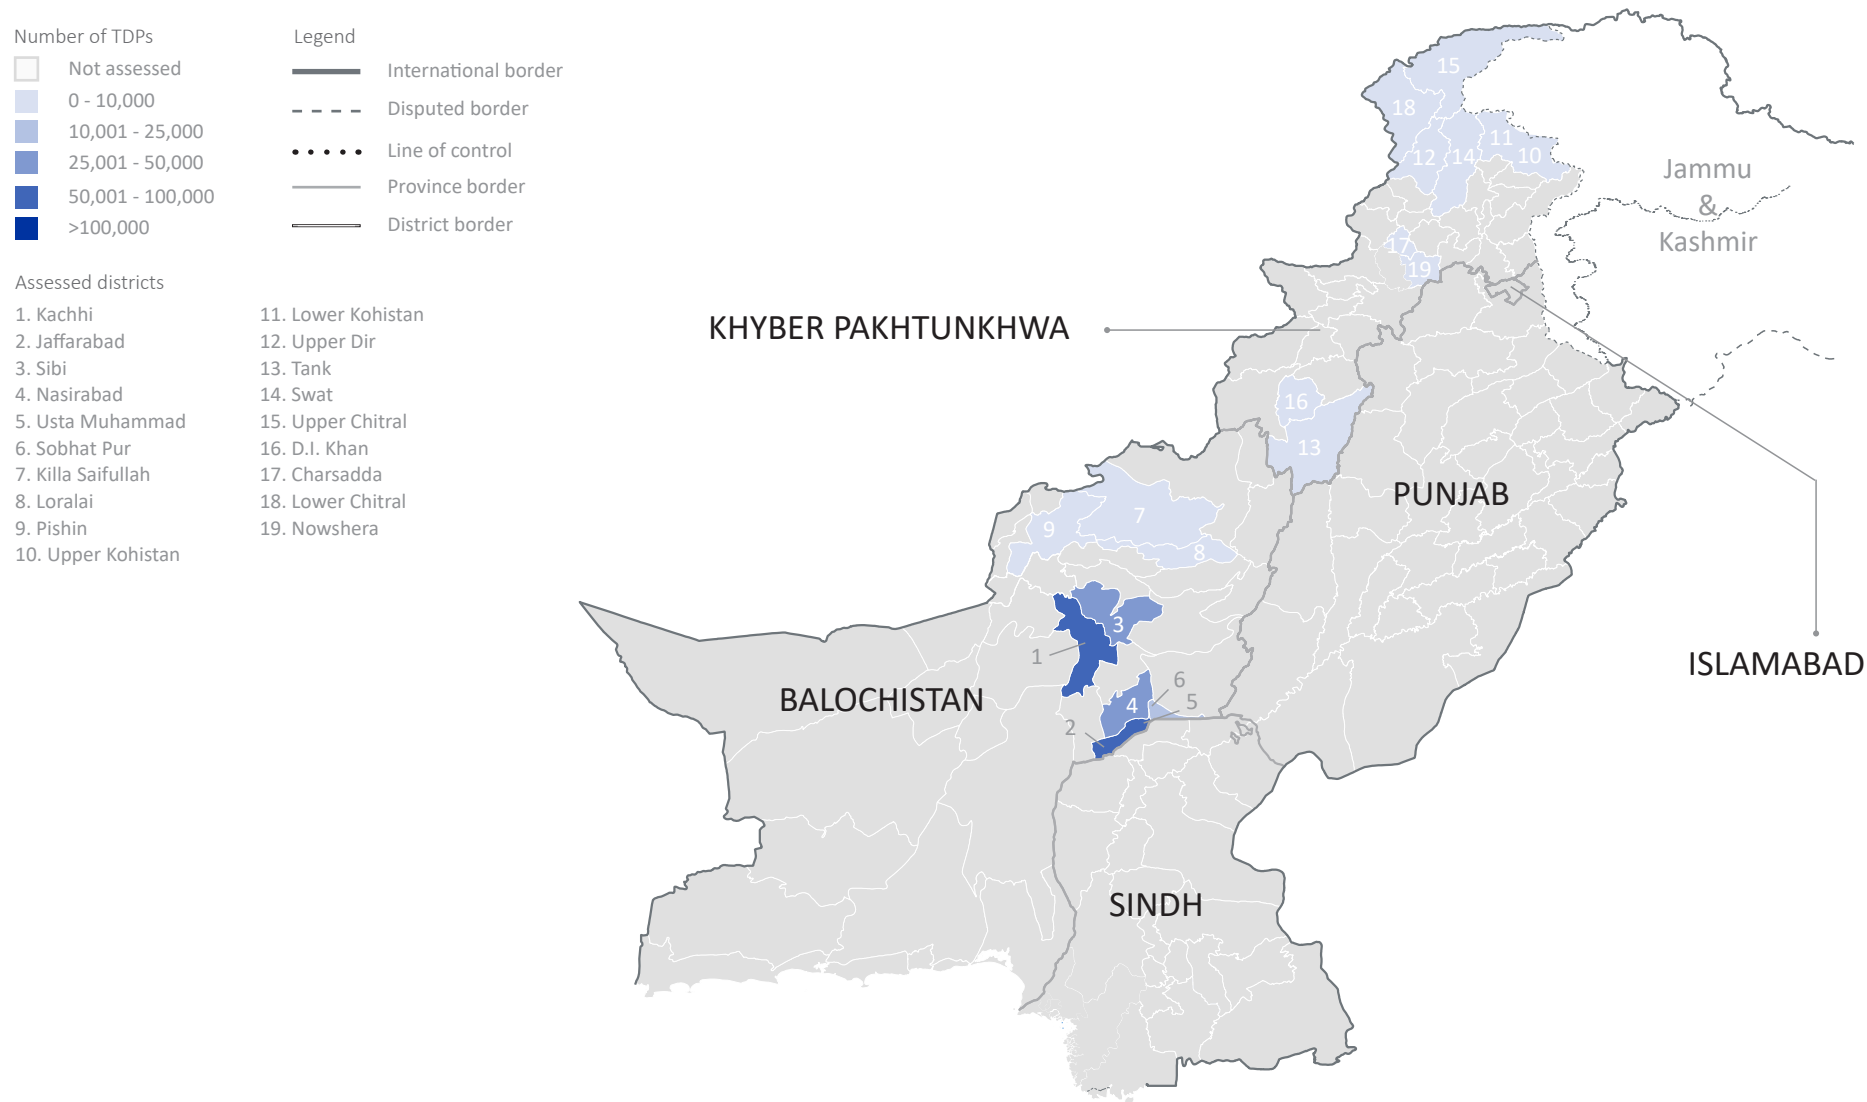 Number of TDPs
Not assessed
0 - 10,000
10,001 - 25,000
25,001 - 50,000
50,001 - 100,000
>100,000
Legend
International border
Disputed border
Line of control
Province border
District border
Assessed districts
1. Kachhi
2. Jaffarabad
3. Sibi
4. Nasirabad
5. Usta Muhammad
6. Sobhat Pur
7. Killa Saifullah
8. Loralai
9. Pishin
10. Upper Kohistan
11. Lower Kohistan
12. Upper Dir
13. Tank
14. Swat
15. Upper Chitral
16. D.I. Khan
17. Charsadda
18. Lower Chitral
19. Nowshera
15
18
11
12
14
10
Jammu
&
Kashmir
17
19
KHYBER PAKHTUNKHWA
16
13
PUNJAB
7
9
8
3
1
ISLAMABAD
BALOCHISTAN
6
4
5
2
SINDH